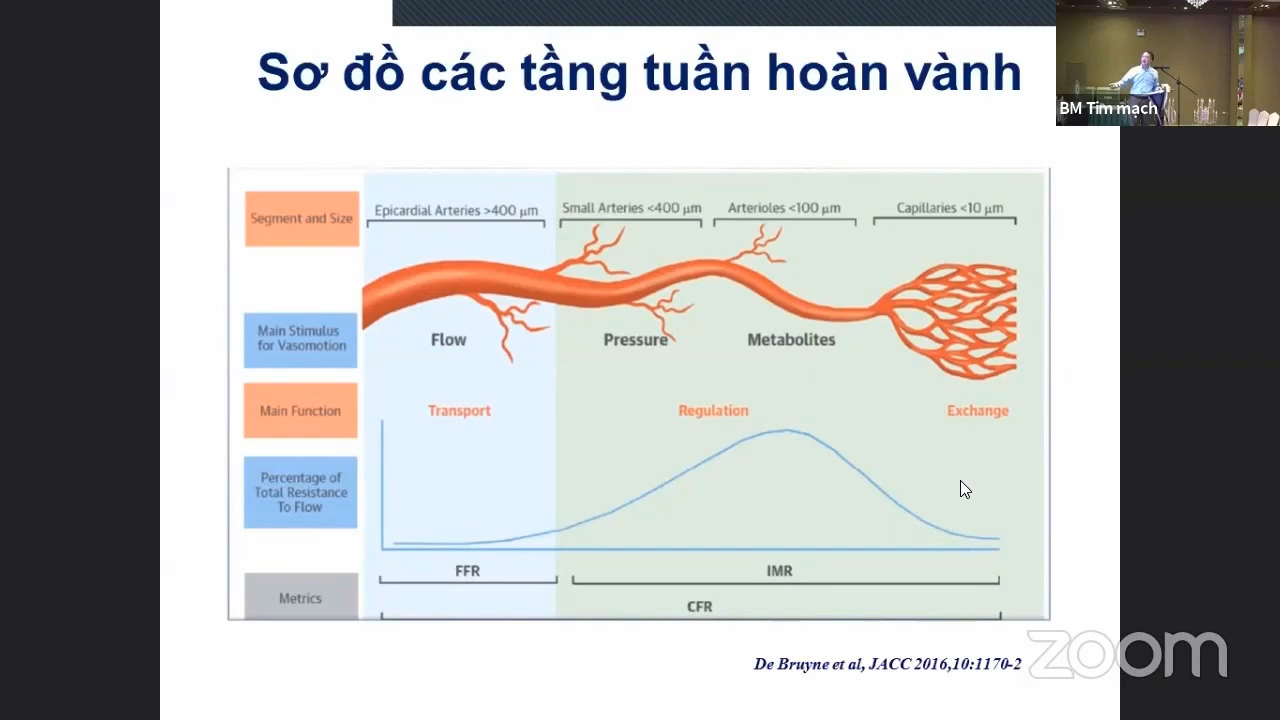 Sơ đồ các tầng tuần hoàn vành
BM Tim mạch
Segment and Size
Epicardial Arteries >400 µm
Small Arteries <400 µm
Arterioles <100 µm
Capillaries <10 µm
Main Stimulus
for Vasomotion
Flow
Pressure
Metabolites
Main Function
Transport
Regulation
Exchange
Percentage of
Total Resistance
To Flow
FFR
IMR
Metrics
CFR
De Bruyne et al, JACC 2016,10:1170-2
zoom